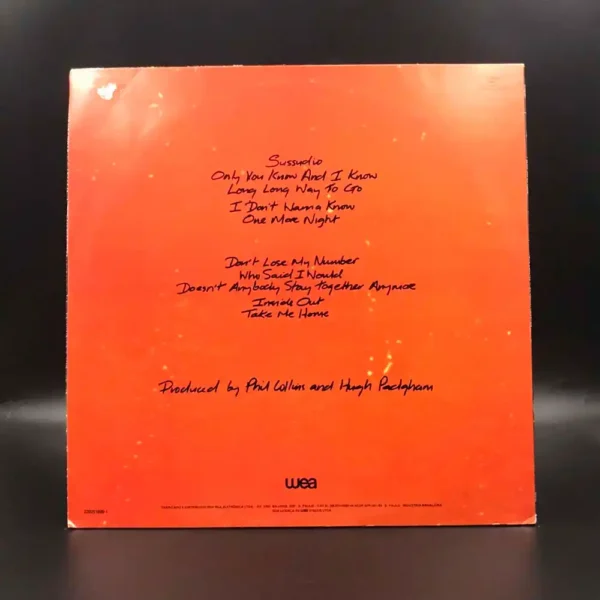 Sussudio
Only You Know And I Know
Long Long Way To Go
I Don't Wanna Know
One More Night
Don't Lose My Number
Who Said I Would
Doesn't Anybody Stay Together Anymore
Inside Out
Take Me Home
Produced by Phil Collins and Hugh Padgham
wea